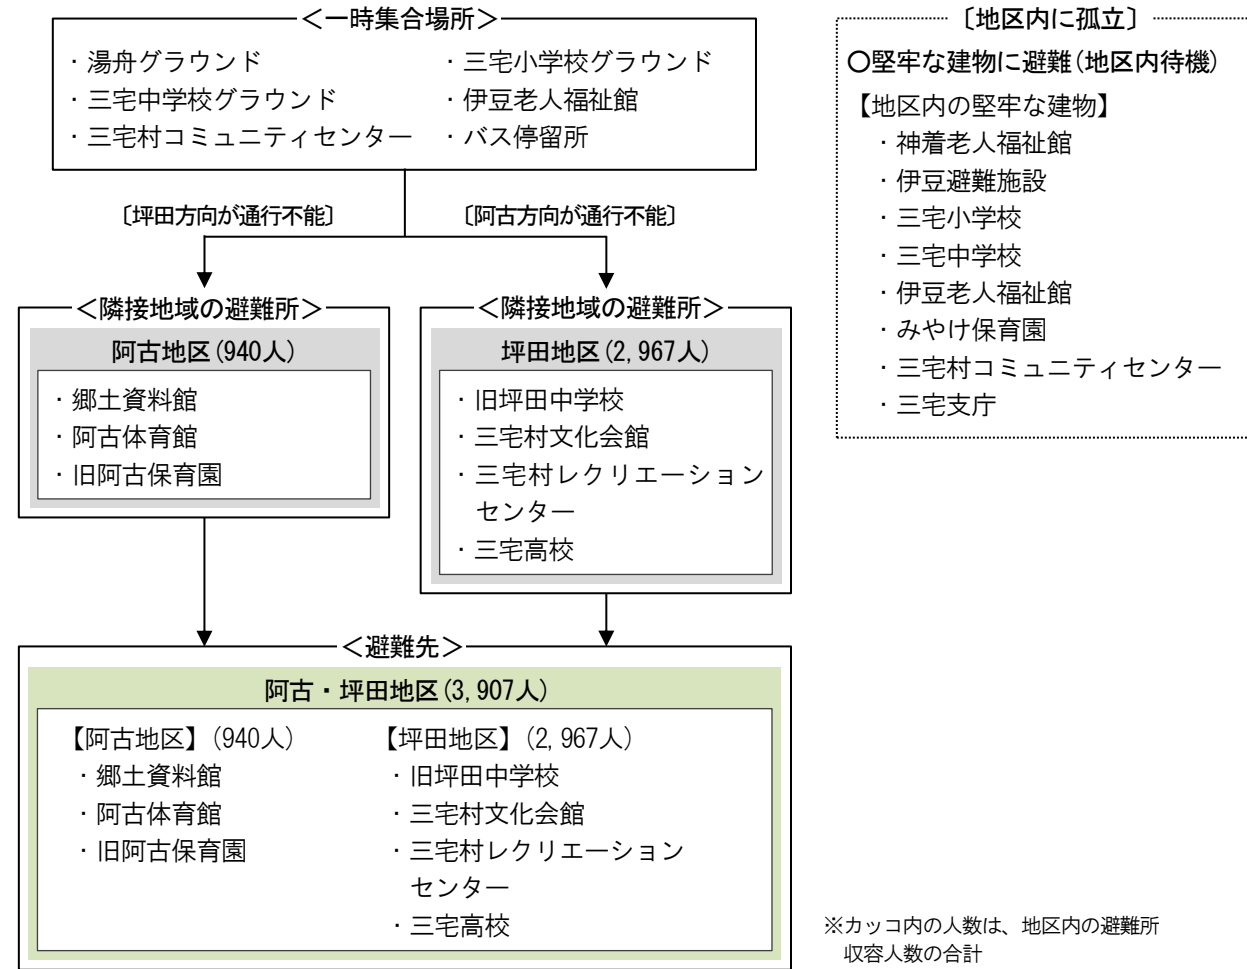 ＜一時集合場所＞
・湯舟グラウンド
・三宅小学校グラウンド
・三宅中学校グラウンド
・伊豆老人福祉館
・三宅村コミュニティセンター
・バス停留所
〔坪田方向が通行不能〕
〔阿古方向が通行不能〕
＜隣接地域の避難所＞
阿古地区(940人)
・郷土資料館
・阿古体育館
・旧阿古保育園
＜隣接地域の避難所＞
坪田地区(2,967人)
・旧坪田中学校
・三宅村文化会館
・三宅村レクリエーション
センター
・三宅高校
＜避難先＞
阿古・坪田地区(3,907人)
【阿古地区】(940人)
・郷土資料館
・阿古体育館
・旧阿古保育園
【坪田地区】(2,967人)
・旧坪田中学校
・三宅村文化会館
・三宅村レクリエーション
センター
・三宅高校
〔地区内に孤立〕
○堅牢な建物に避難(地区内待機)
【地区内の堅牢な建物】
・神着老人福祉館
・伊豆避難施設
・三宅小学校
・三宅中学校
・伊豆老人福祉館
・みやけ保育園
・三宅村コミュニティセンター
・三宅支庁
※カッコ内の人数は、地区内の避難所
収容人数の合計